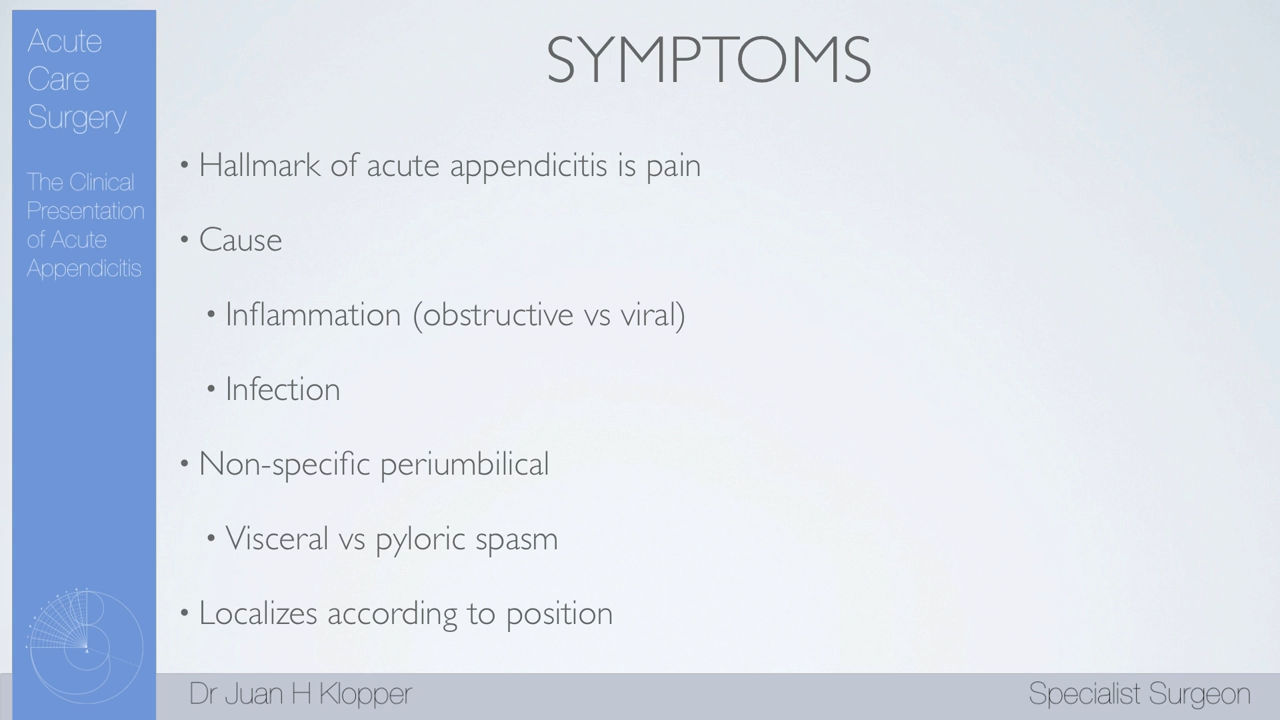 Acute
Care
Surgery
The Clinical
Presentation
of Acute
Appendicitis
SYMPTOMS
• Hallmark of acute appendicitis is pain
• Cause
• Inflammation (obstructive vs viral)
• Infection
• Non-specific periumbilical
• Visceral vs pyloric spasm
• Localizes according to position
Dr Juan H Klopper
Specialist Surgeon